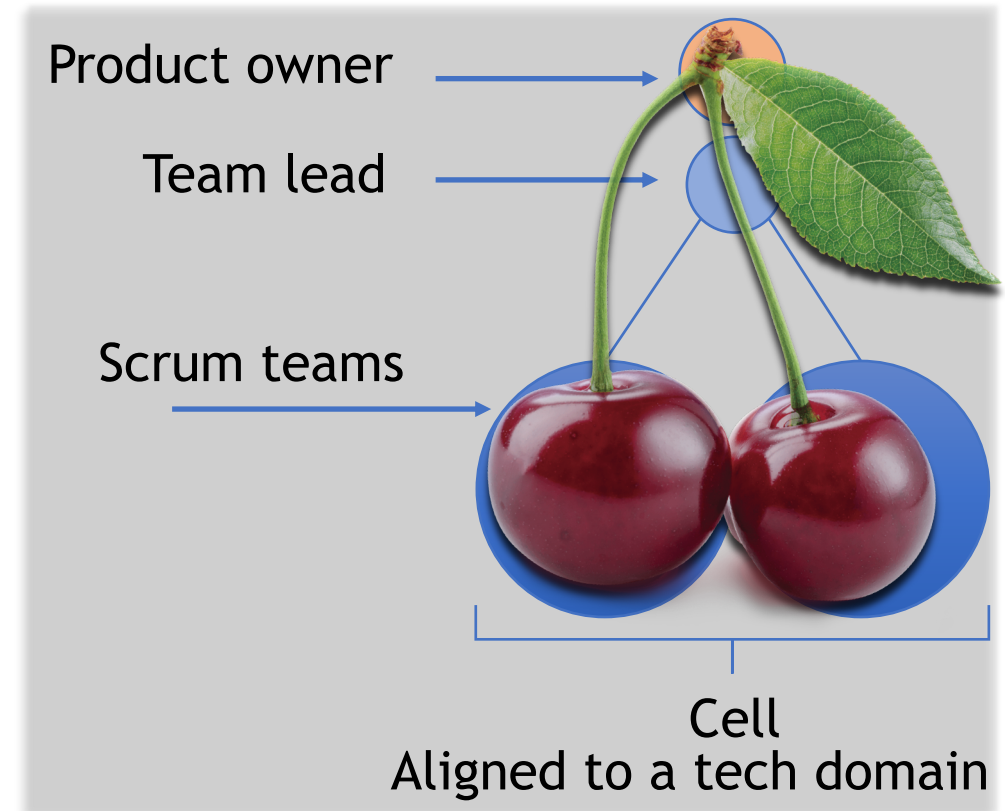 Product owner
Team lead
Scrum teams
Cell
Aligned to a tech domain